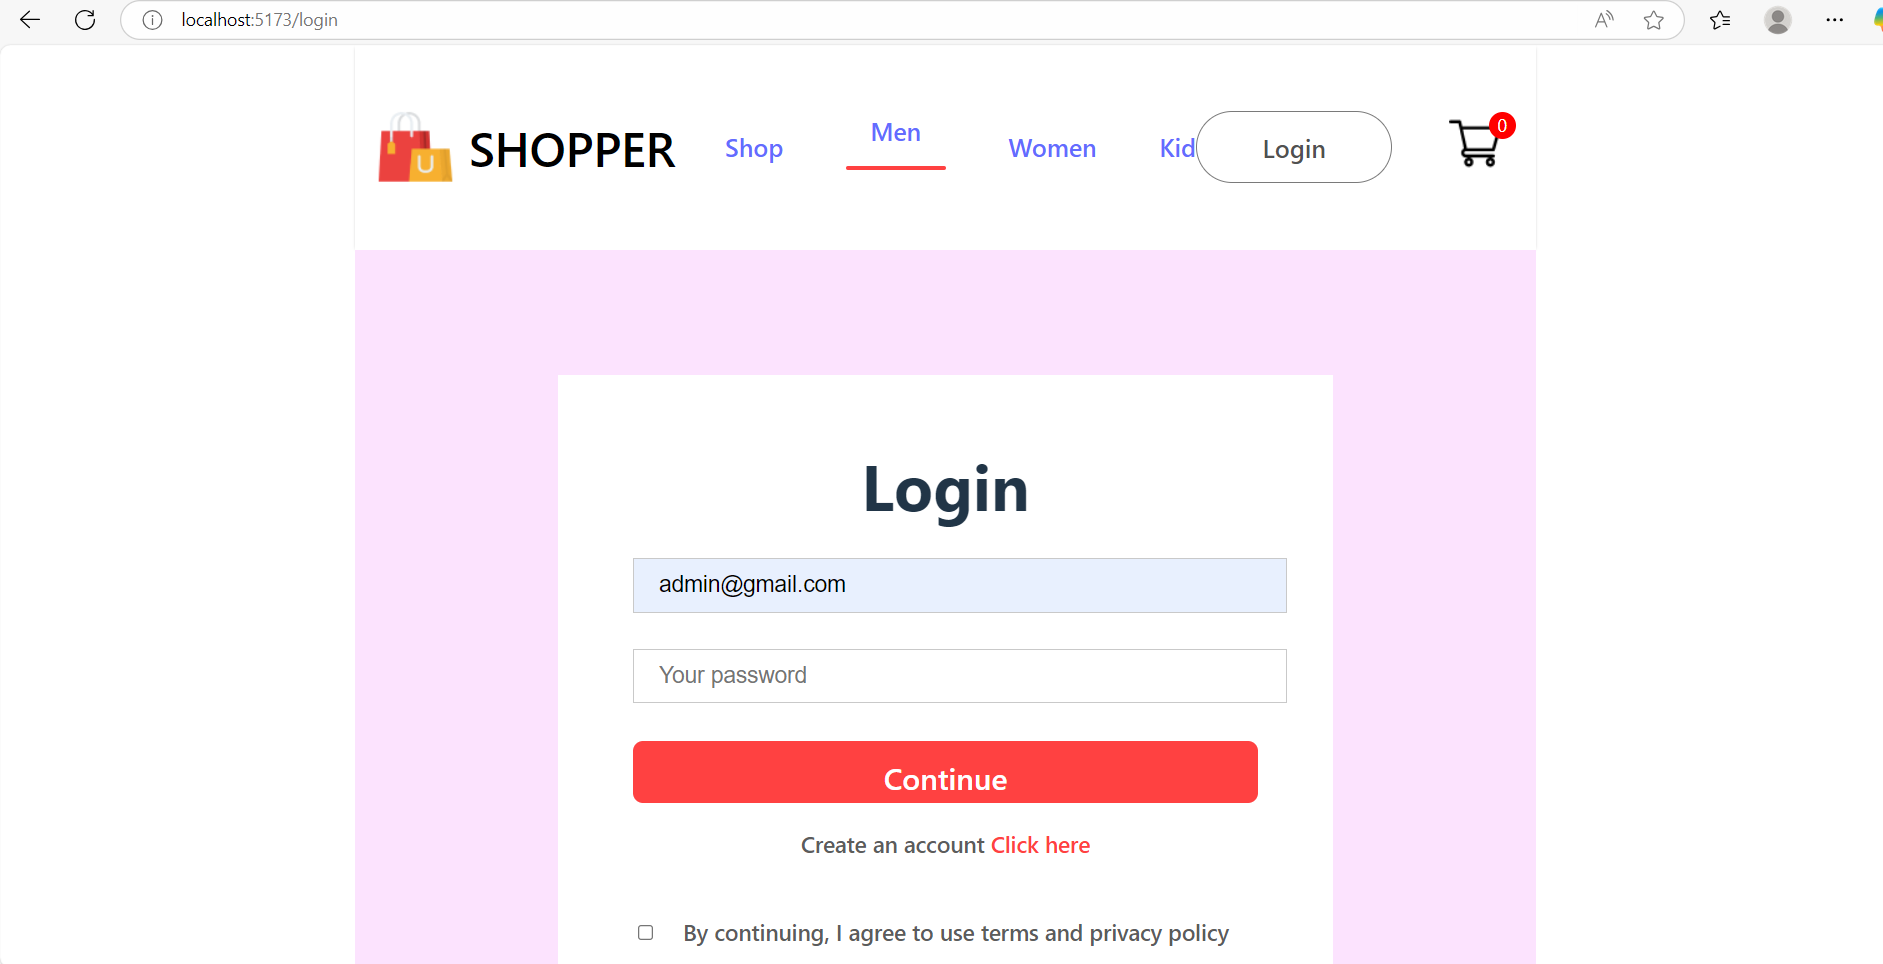 localhost:5173/login
SHOPPER Shop Men Women Kid Login 0
U
Login
admin@gmail.com
Your password
Continue
Create an account Click here
By continuing, I agree to use terms and privacy policy